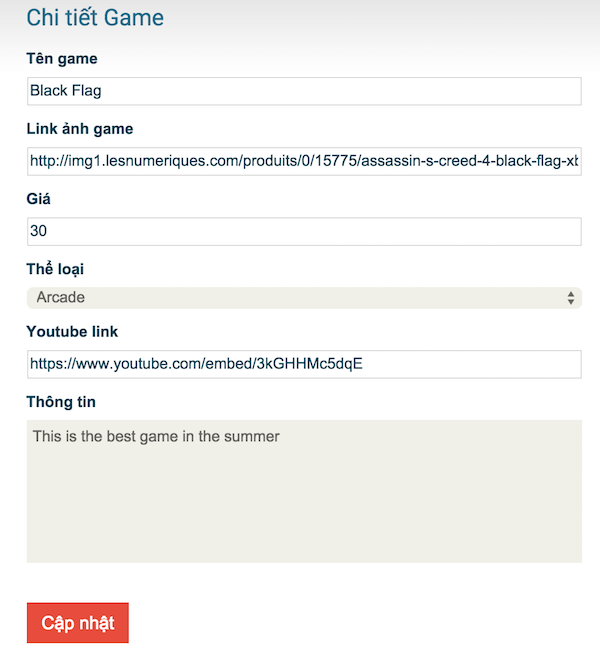 Chi tiết Game
Tên game
Black Flag
Link ảnh game
http://img1.lesnumeriques.com/produits/0/15775/assassin-s-creed-4-black-flag-xb
Giá
30
Thể loại
Arcade
Youtube link
https://www.youtube.com/embed/3kGHHMc5dqE
Thông tin
This is the best game in the summer
Cập nhật